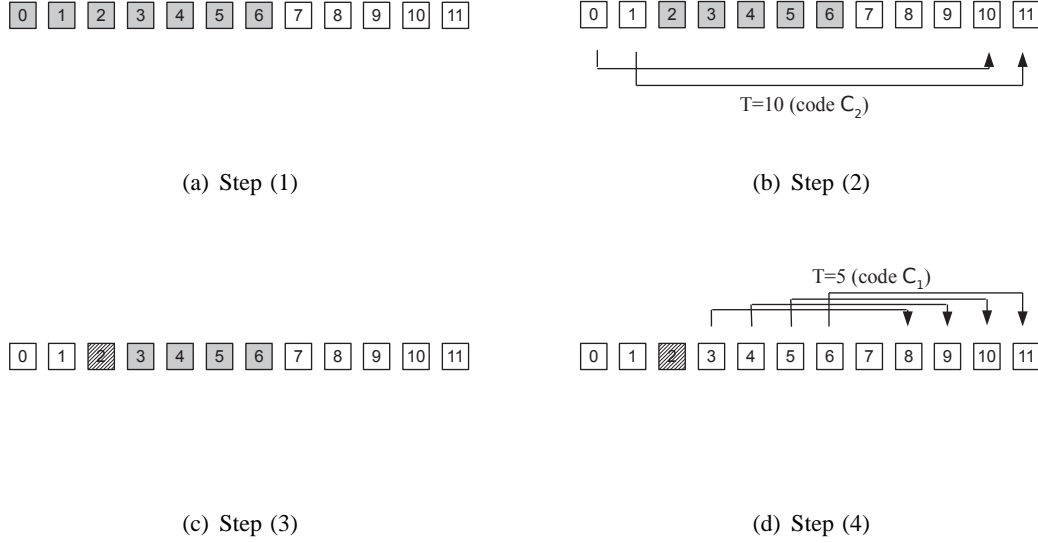 0 1 2 3 4 5 6 7 8 9 10 11
(a) Step (1)
0 1 2 3 4 5 6 7 8 9 10 11
T=10 (code C2)
(b) Step (2)
0 1 2 3 4 5 6 7 8 9 10 11
(c) Step (3)
T=5 (code C1)
0 1 2 3 4 5 6 7 8 9 10 11
(d) Step (4)